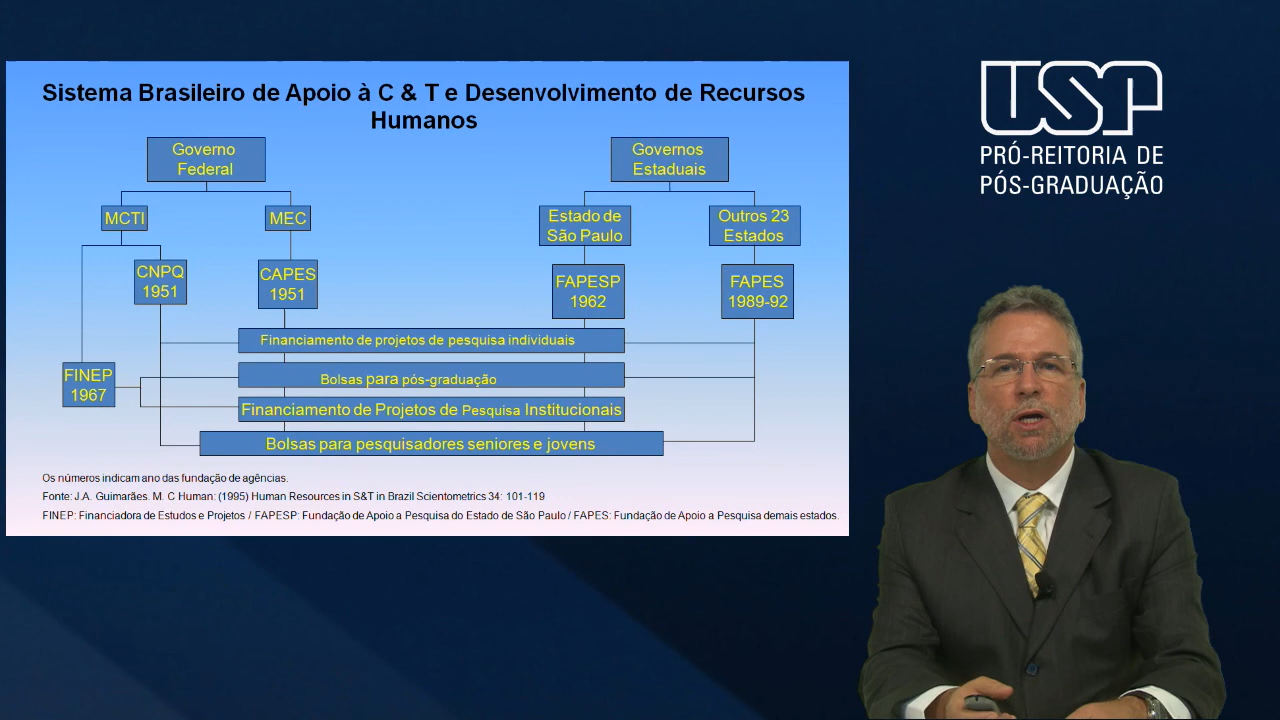 Sistema Brasileiro de Apoio à C & T e Desenvolvimento de Recursos
Humanos
Governo
Federal
Governos
Estaduais
MCTI
MEC
Estado de
São Paulo
Outros 23
Estados
CNPQ
1951
CAPES
1951
FAPESP
1962
FAPES
1989-92
Financiamento de projetos de pesquisa individuais
FINEP
1967
Bolsas para pós-graduação
Financiamento de Projetos de Pesquisa Institucionais
Bolsas para pesquisadores seniores e jovens
Os números indicam ano das fundação de agências.
Fonte: J.A. Guimarães. M. C Human: (1995) Human Resources in S&T in Brazil Scientometrics 34: 101-119
FINEP: Financiadora de Estudos e Projetos / FAPESP: Fundação de Apoio a Pesquisa do Estado de São Paulo / FAPES: Fundação de Apoio a Pesquisa demais estados.
USP
PRÓ-REITORIA DE
PÓS-GRADUAÇÃO